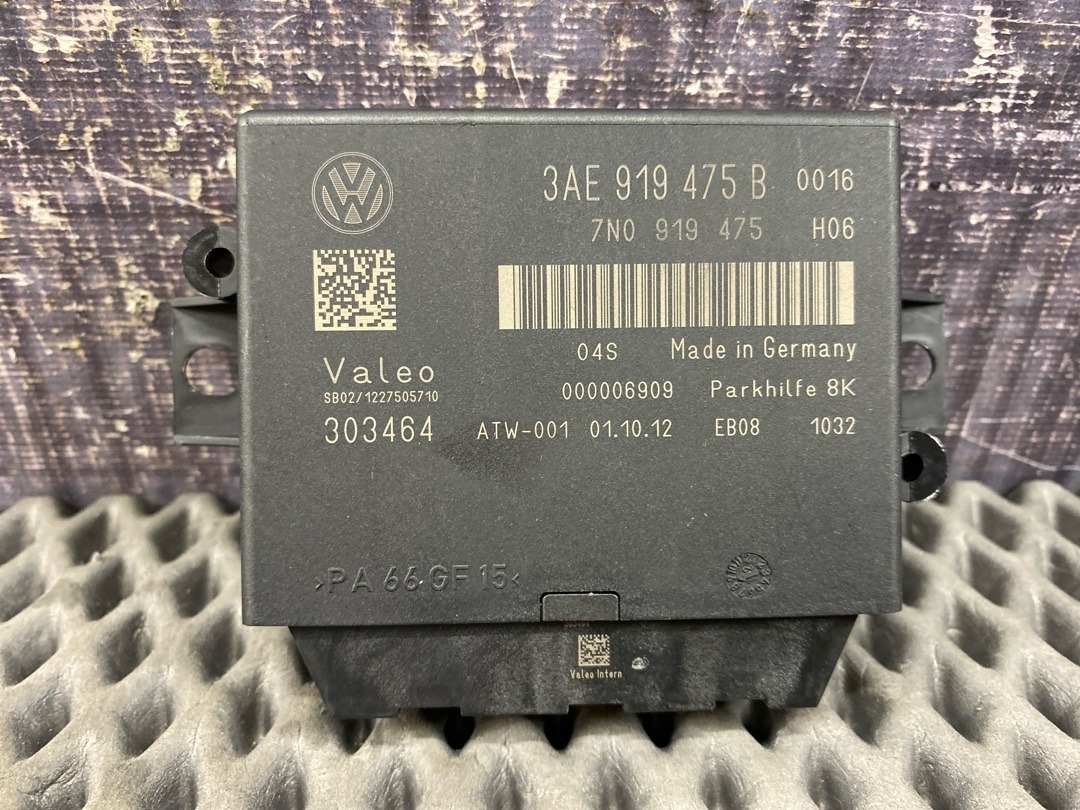 3AE 919 475 B 0016
7N0 919 475 H06
04S Made in Germany
Valeo
000006909 Parkhilfe 8K
SB02/1227505710
303464 ATW-001 01.10.12 EB08 1032
>PA 66 GF 15<
Valeo Intern